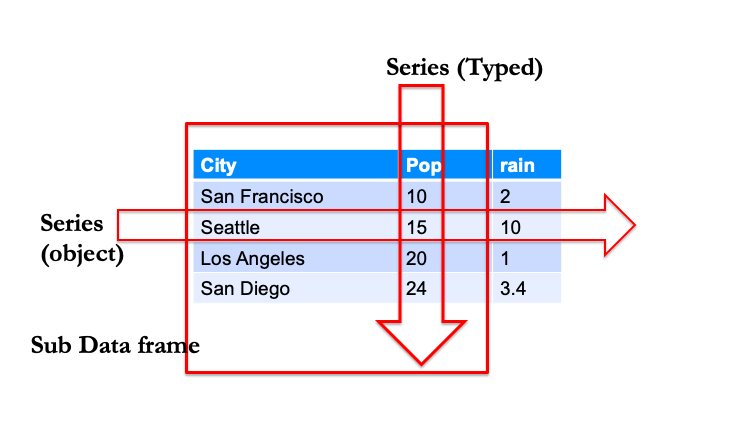 Series (Typed)
City Pop rain
San Francisco 10 2
Series
(object)
Seattle 15 10
Los Angeles 20 1
San Diego 24 3.4
Sub Data frame